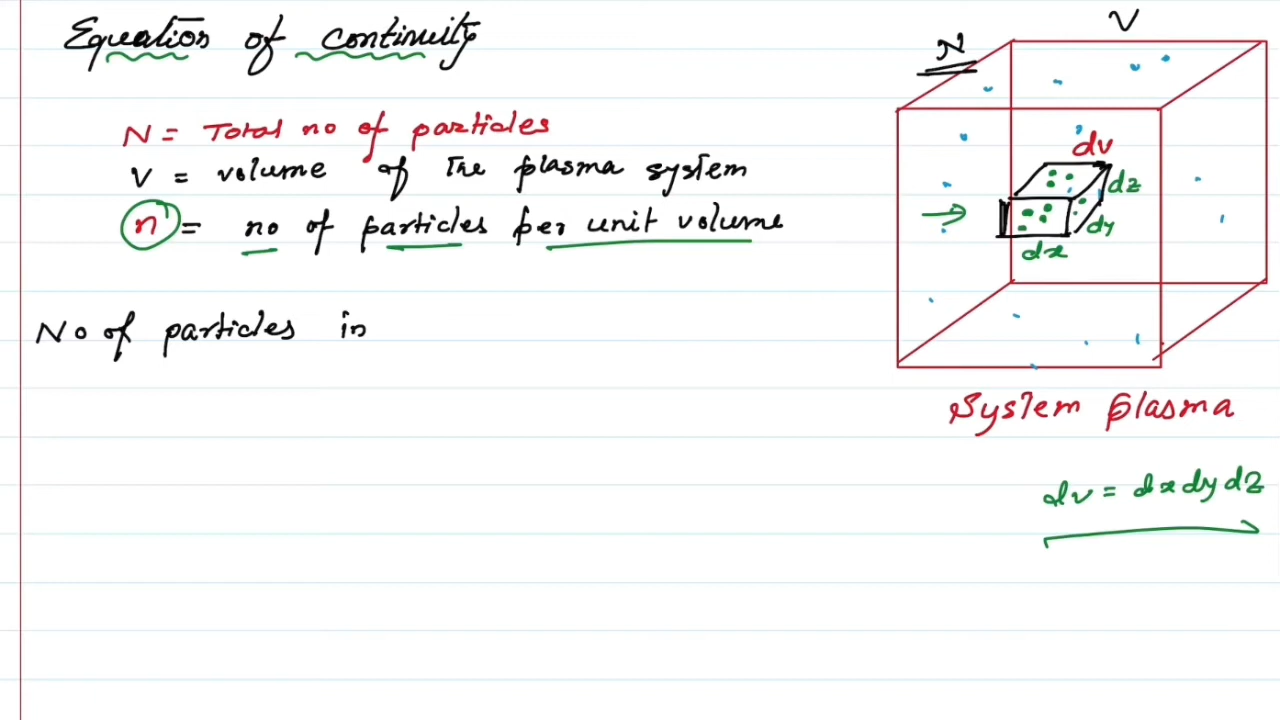 Equation of continuity
N = Total no of particles
V = volume of the plasma system
n = no of particles per unit volume
No of particles in
N
V
dv
dz
dy
dx
System plasma
dv = dx dy dz